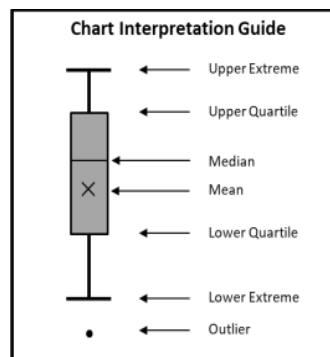 Chart Interpretation Guide
Upper Extreme
Upper Quartile
Median
Mean
Lower Quartile
Lower Extreme
Outlier